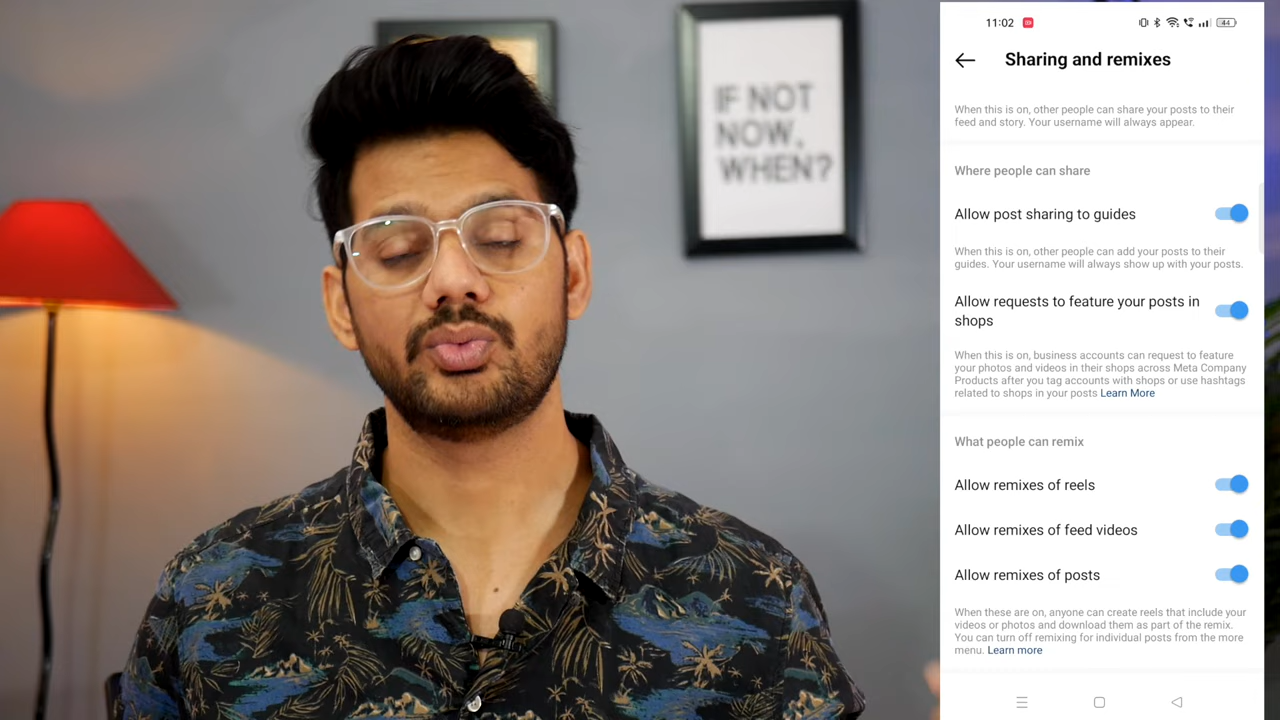 IF NOT
NOW,
WHEN?
11:02
44
Sharing and remixes
When this is on, other people can share your posts to their
feed and story. Your username will always appear.
Where people can share
Allow post sharing to guides
When this is on, other people can add your posts to their
guides. Your username will always show up with your posts.
Allow requests to feature your posts in
shops
When this is on, business accounts can request to feature
your photos and videos in their shops across Meta Company
Products after you tag accounts with shops or use hashtags
related to shops in your posts Learn More
What people can remix
Allow remixes of reels
Allow remixes of feed videos
Allow remixes of posts
When these are on, anyone can create reels that include your
videos or photos and download them as part of the remix.
You can turn off remixing for individual posts from the more
menu. Learn more